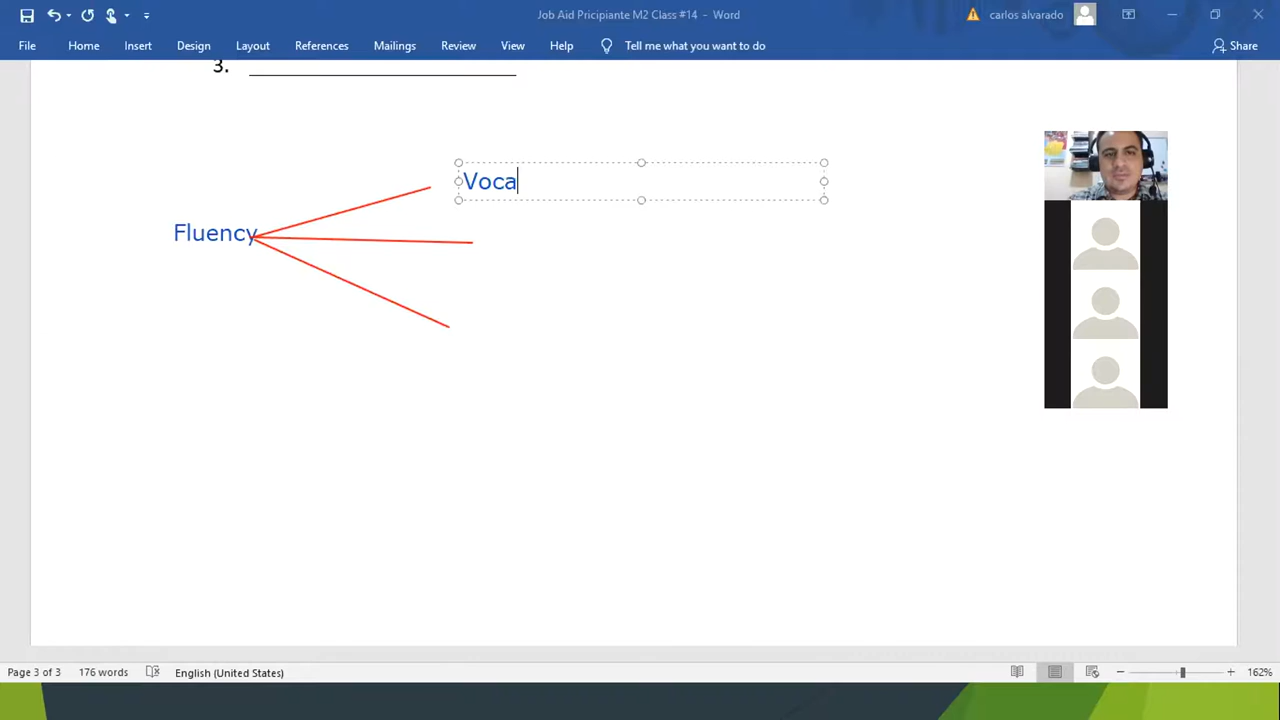 Job Aid Pricipiante M2 Class #14 - Word
carlos alvarado
File Home Insert Design Layout References Mailings Review View Help Tell me what you want to do Share
3.
Voca
Fluency
Page 3 of 3 176 words English (United States) 162%